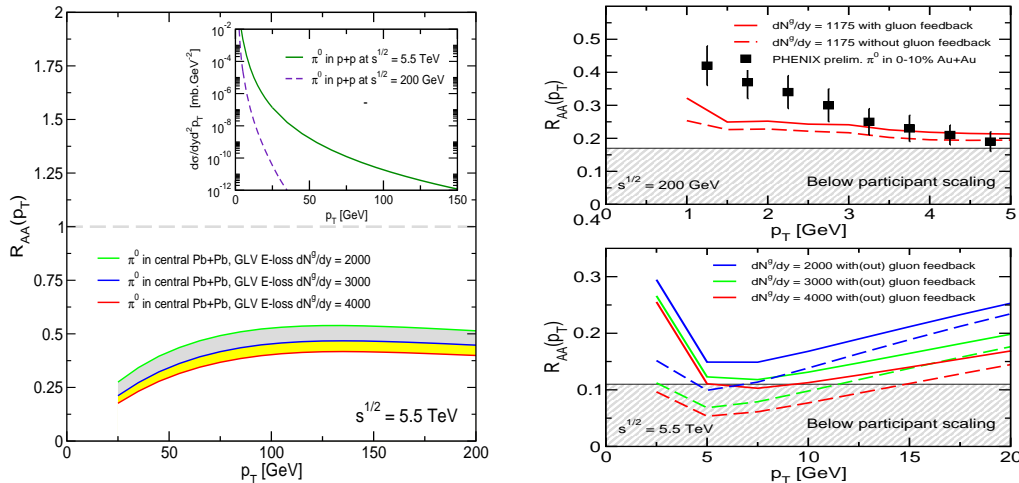 2
1.75
1.5
1.25
1
0.75
0.5
0.25
0
R_AA(p_T)
0 25 50 75 100 125 150 175 200
p_T [GeV]
π^0 in central Pb+Pb, GLV E-loss dN^g/dy = 2000
π^0 in central Pb+Pb, GLV E-loss dN^g/dy = 3000
π^0 in central Pb+Pb, GLV E-loss dN^g/dy = 4000
s^1/2 = 5.5 TeV
10^-2
10^-4
10^-6
10^-8
10^-10
10^-12
dσ/dyd^2p_T [mb.GeV^-2]
π^0 in p+p at s^1/2 = 5.5 TeV
π^0 in p+p at s^1/2 = 200 GeV
0 50 100 150
p_T [GeV]
0.6
0.5
0.4
0.3
0.2
0.1
0
R_AA(p_T)
dN^g/dy = 1175 with gluon feedback
dN^g/dy = 1175 without gluon feedback
PHENIX prelim. π^0 in 0-10% Au+Au
s^1/2 = 200 GeV
Below participant scaling
0 1 2 3 4 5
p_T [GeV]
0.4
0.3
0.2
0.1
0
R_AA(p_T)
dN^g/dy = 2000 with(out) gluon feedback
dN^g/dy = 3000 with(out) gluon feedback
dN^g/dy = 4000 with(out) gluon feedback
s^1/2 = 5.5 TeV
Below participant scaling
0 5 10 15 20
p_T [GeV]